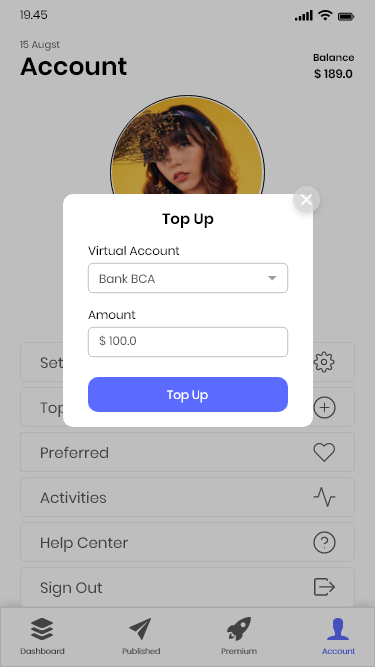 19.45
15 Augst
Account
Balance
$ 189.0
Top Up
Virtual Account
Bank BCA
Amount
$ 100.0
Top Up
Set
Top
Preferred
Activities
Help Center
Sign Out
Dashboard
Published
Premium
Account